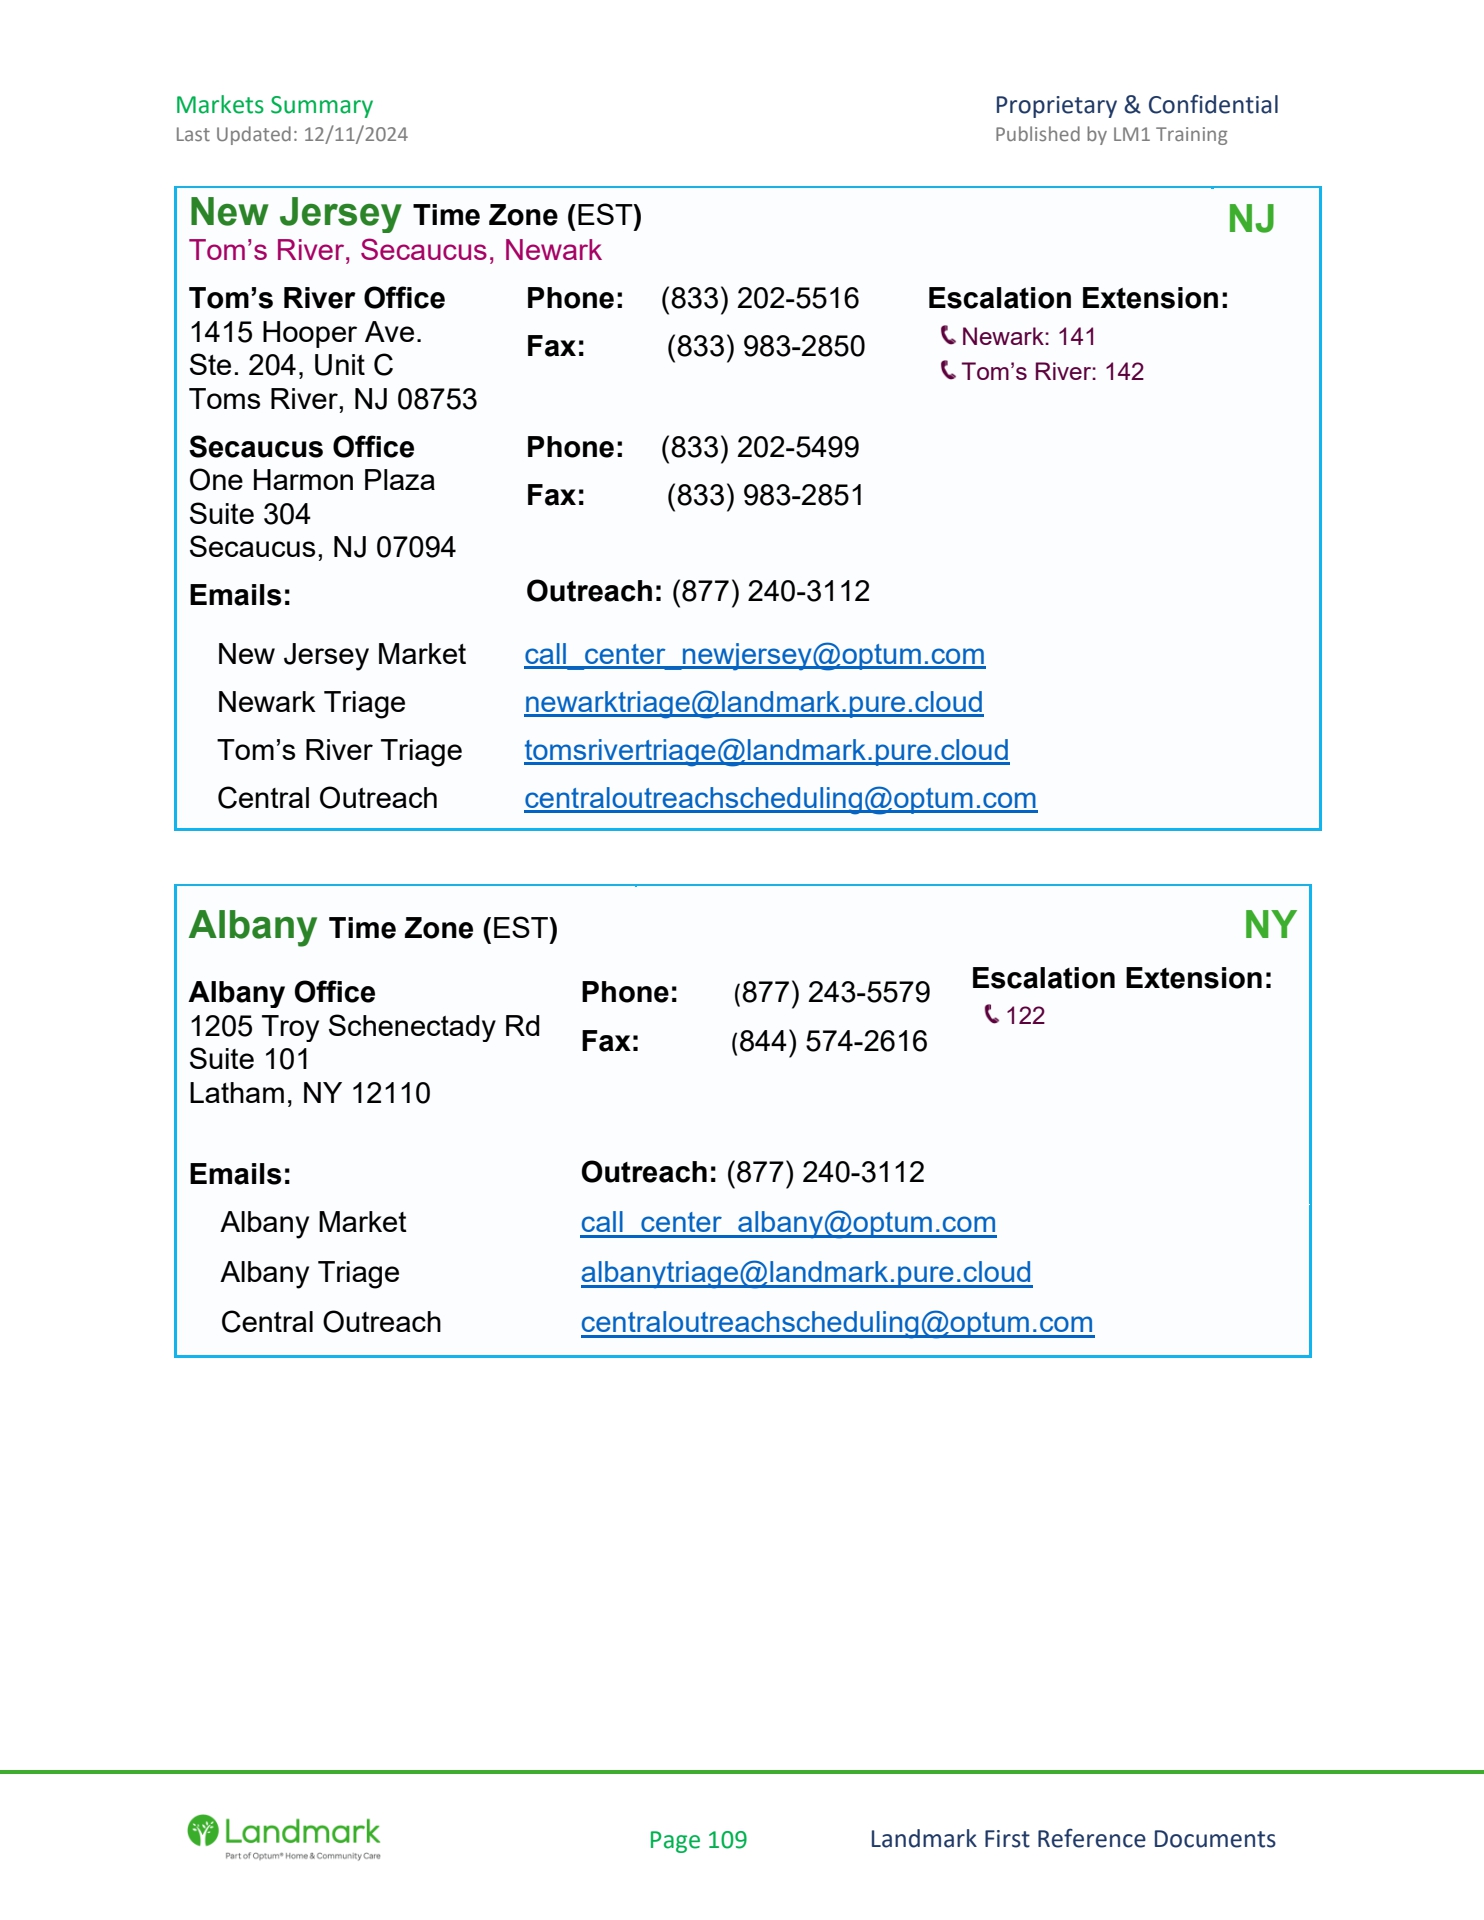 Markets Summary
Proprietary & Confidential
Last Updated: 12/11/2024
Published by LM1 Training
New Jersey Time Zone (EST)
NJ
Tom’s River, Secaucus, Newark
Tom’s River Office
Phone: (833) 202-5516
Escalation Extension:
1415 Hooper Ave.
Fax: (833) 983-2850
Newark: 141
Ste. 204, Unit C
Tom’s River: 142
Toms River, NJ 08753
Secaucus Office
Phone: (833) 202-5499
One Harmon Plaza
Fax: (833) 983-2851
Suite 304
Secaucus, NJ 07094
Emails:
Outreach: (877) 240-3112
New Jersey Market call_center_newjersey@optum.com
Newark Triage newarktriage@landmark.pure.cloud
Tom’s River Triage tomsrivertriage@landmark.pure.cloud
Central Outreach centraloutreachscheduling@optum.com
Albany Time Zone (EST)
NY
Albany Office
Phone: (877) 243-5579
Escalation Extension:
1205 Troy Schenectady Rd
Fax: (844) 574-2616
122
Suite 101
Latham, NY 12110
Emails:
Outreach: (877) 240-3112
Albany Market call_center_albany@optum.com
Albany Triage albanytriage@landmark.pure.cloud
Central Outreach centraloutreachscheduling@optum.com
Landmark
Part of Optum® Home & Community Care
Page 109
Landmark First Reference Documents